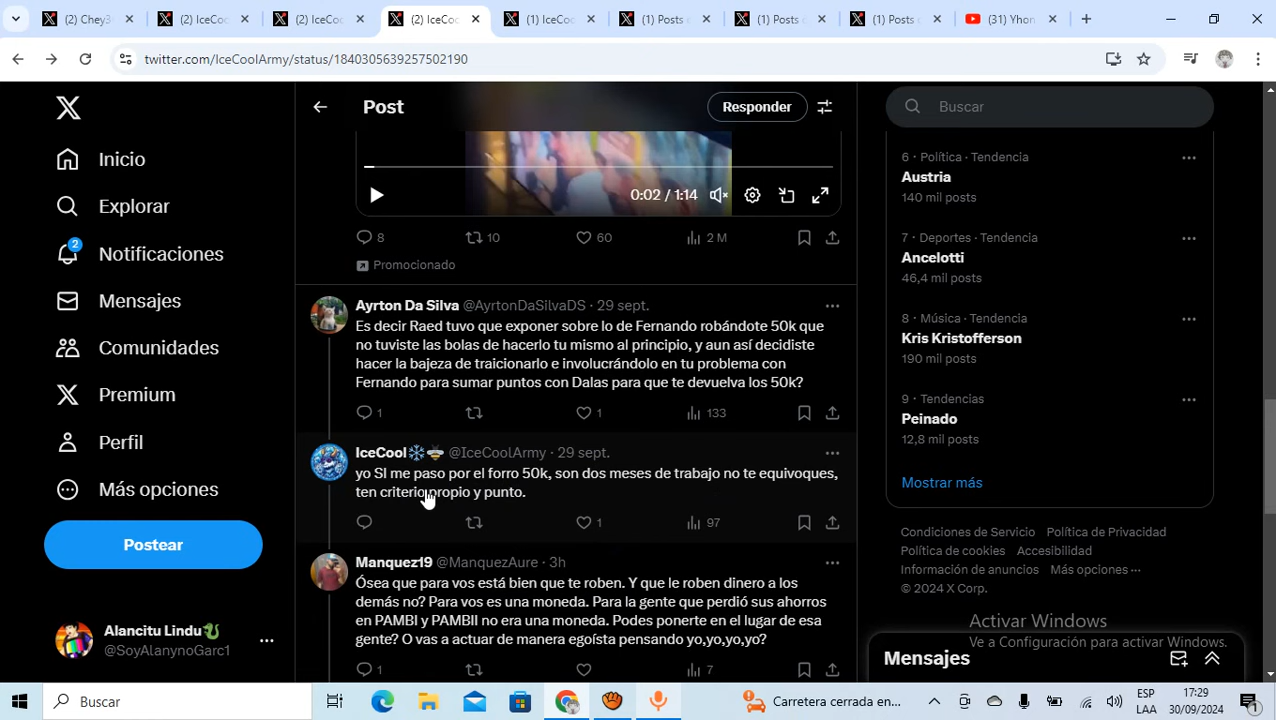 (2) Chey3
(2) IceCo
(2) IceCo
(2) IceCo
(1) IceCo
(1) Posts e
(1) Posts c
(1) Posts e
(31) Yhon
twitter.com/IceCoolArmy/status/1840305639257502190
Inicio
Explorar
2
Notificaciones
Mensajes
Comunidades
Premium
Perfil
Más opciones
Postear
Alancitu Lindu
@SoyAlanynoGarc1
Post
Responder
0:02 / 1:14
8
10
60
2 M
Promocionado
Ayrton Da Silva @AyrtonDaSilvaDS · 29 sept.
Es decir Raed tuvo que exponer sobre lo de Fernando robándote 50k que
no tuviste las bolas de hacerlo tu mismo al principio, y aun así decidiste
hacer la bajeza de traicionarlo e involucrándolo en tu problema con
Fernando para sumar puntos con Dalas para que te devuelva los 50k?
1
1
133
IceCool❄️🐝 @IceCoolArmy · 29 sept.
yo SI me paso por el forro 50k, son dos meses de trabajo no te equivoques,
ten criterio propio y punto.
1
97
Manquez19 @ManquezAure · 3h
Ósea que para vos está bien que te roben. Y que le roben dinero a los
demás no? Para vos es una moneda. Para la gente que perdió sus ahorros
en PAMBI y PAMBII no era una moneda. Podes ponerte en el lugar de esa
gente? O vas a actuar de manera egoísta pensando yo,yo,yo,yo?
1
7
Buscar
6 · Política · Tendencia
Austria
140 mil posts
7 · Deportes · Tendencia
Ancelotti
46,4 mil posts
8 · Música · Tendencia
Kris Kristofferson
190 mil posts
9 · Tendencias
Peinado
12,8 mil posts
Mostrar más
Condiciones de Servicio Política de Privacidad
Política de cookies Accesibilidad
Información de anuncios Más opciones ···
© 2024 X Corp.
Activar Windows
Ve a Configuración para activar Windows.
Mensajes
Buscar
Carretera cerrada en...
ESP
LAA
17:29
30/09/2024
1